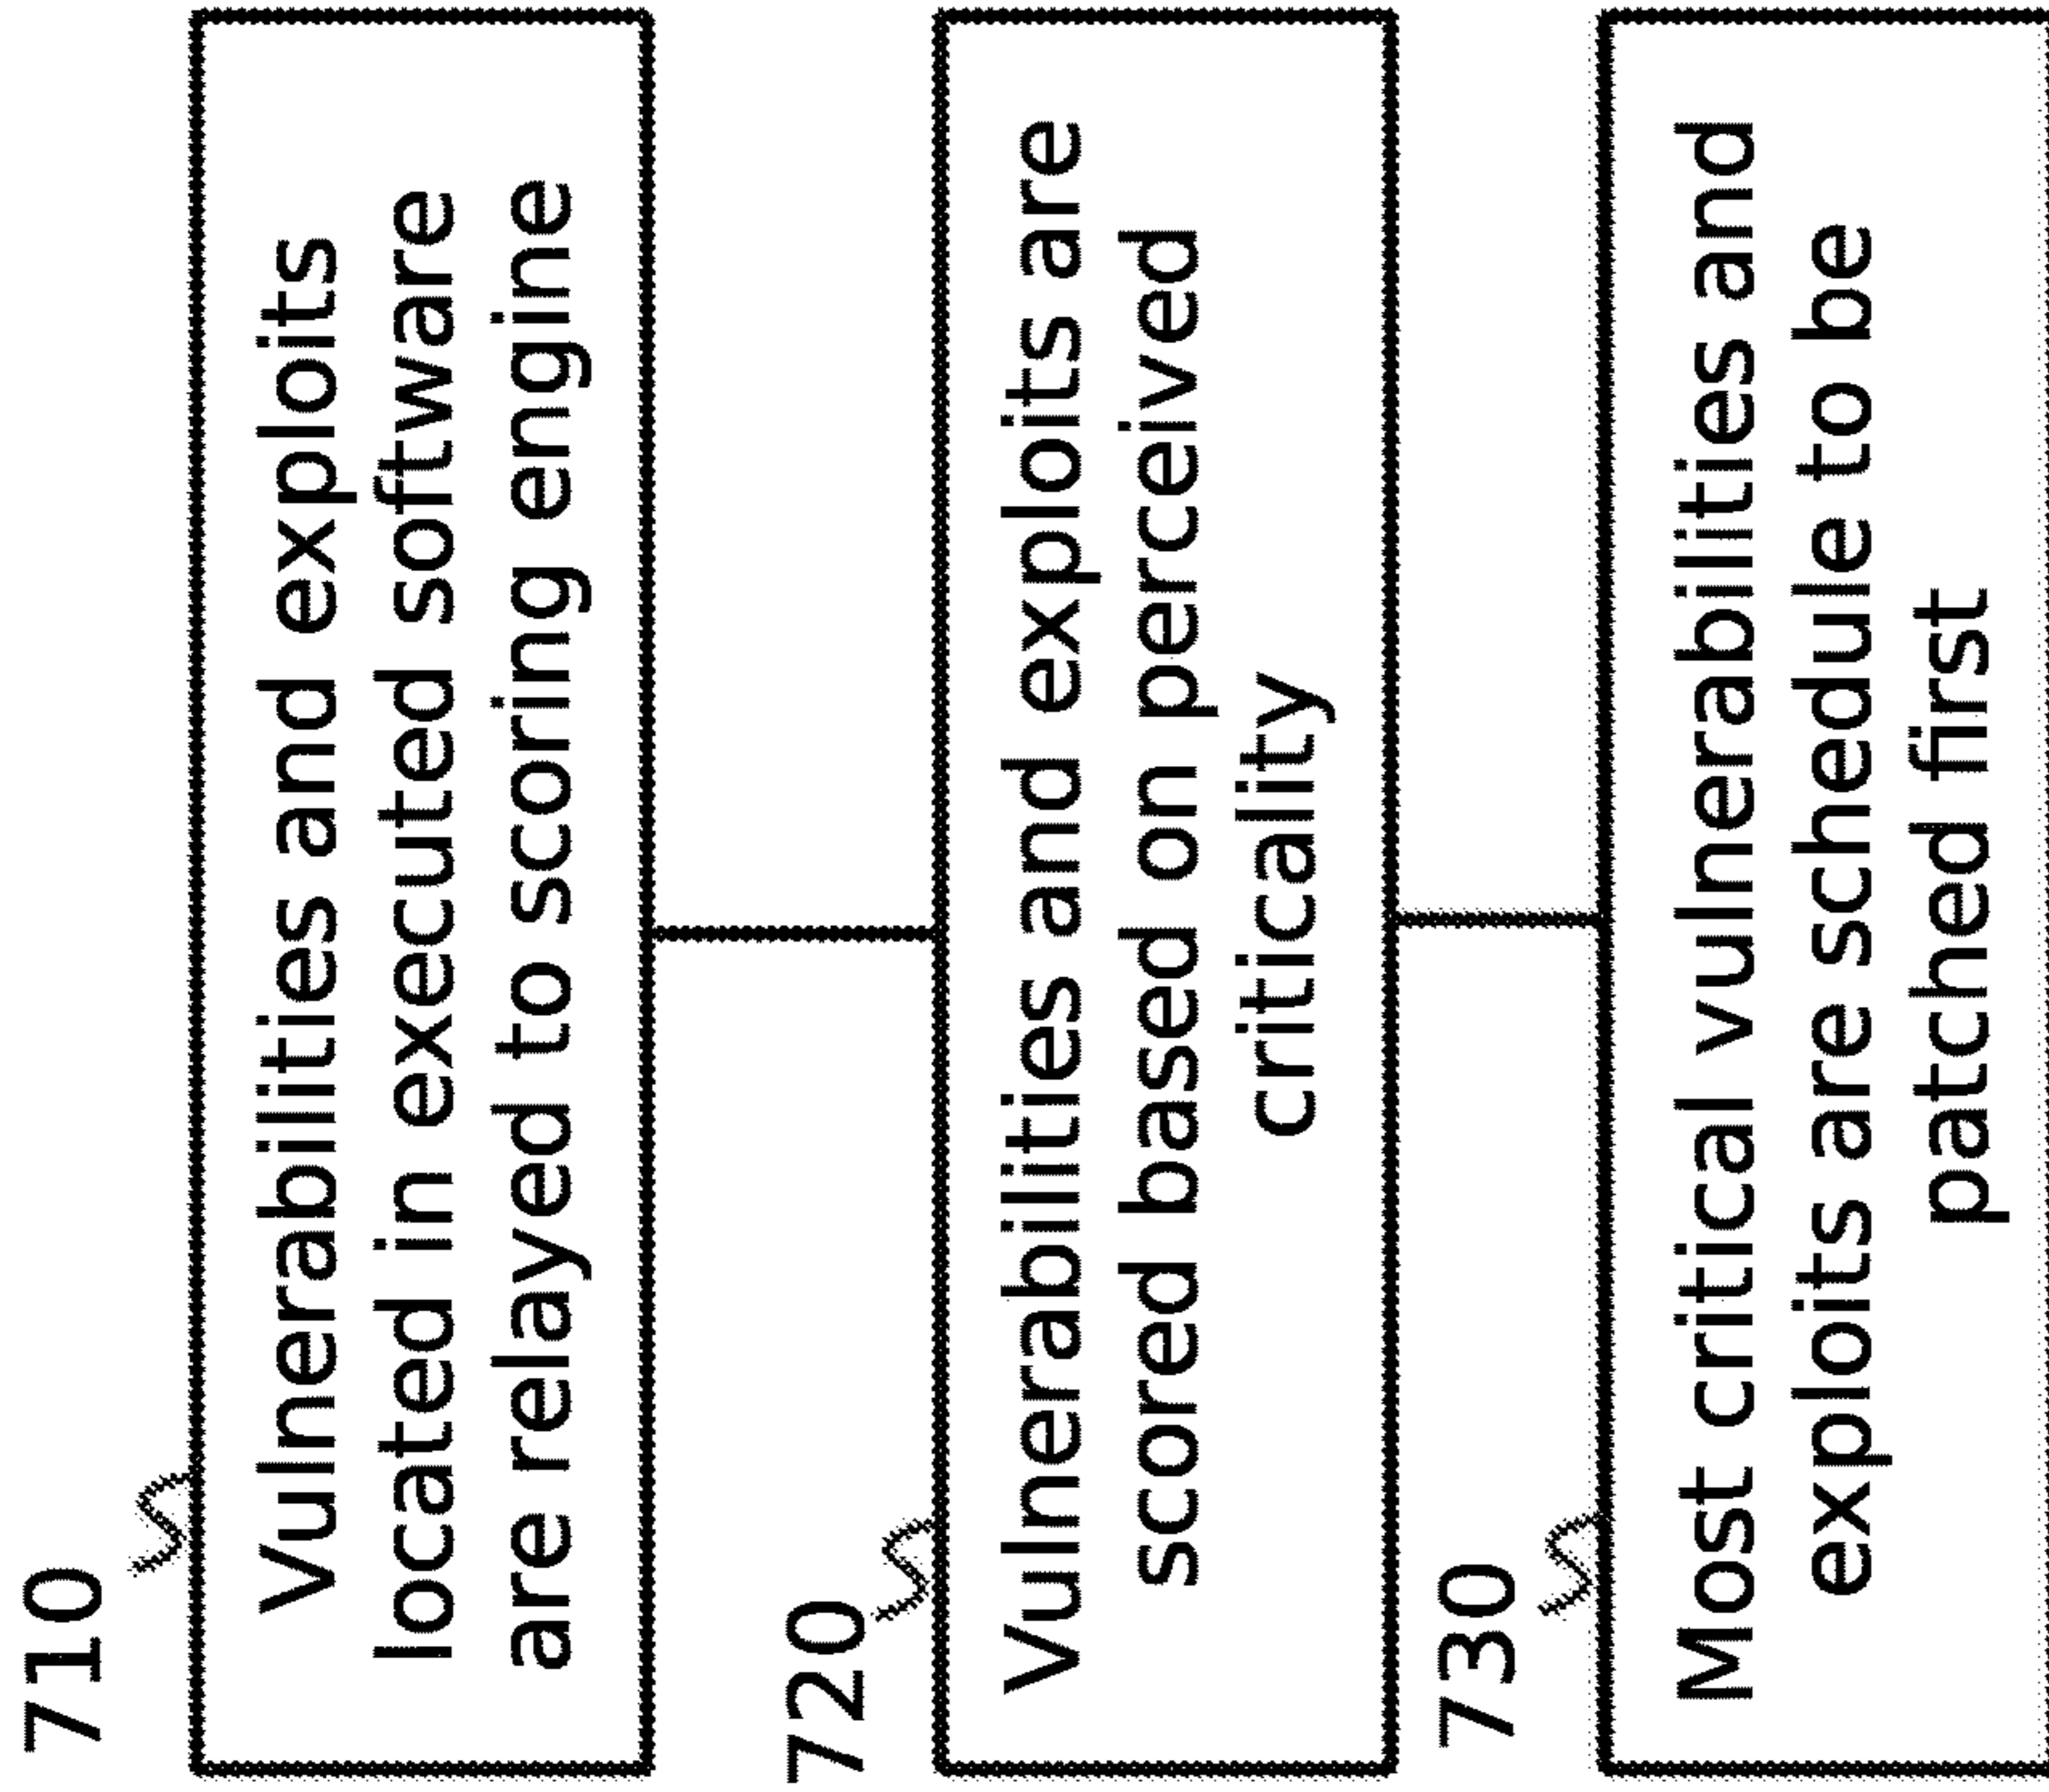 710
Vulnerabilities and exploits
located in executed software
are relayed to scoring engine
720
Vulnerabilities and exploits are
scored based on perceived
criticality
730
Most critical vulnerabilities and
exploits are schedule to be
patched first